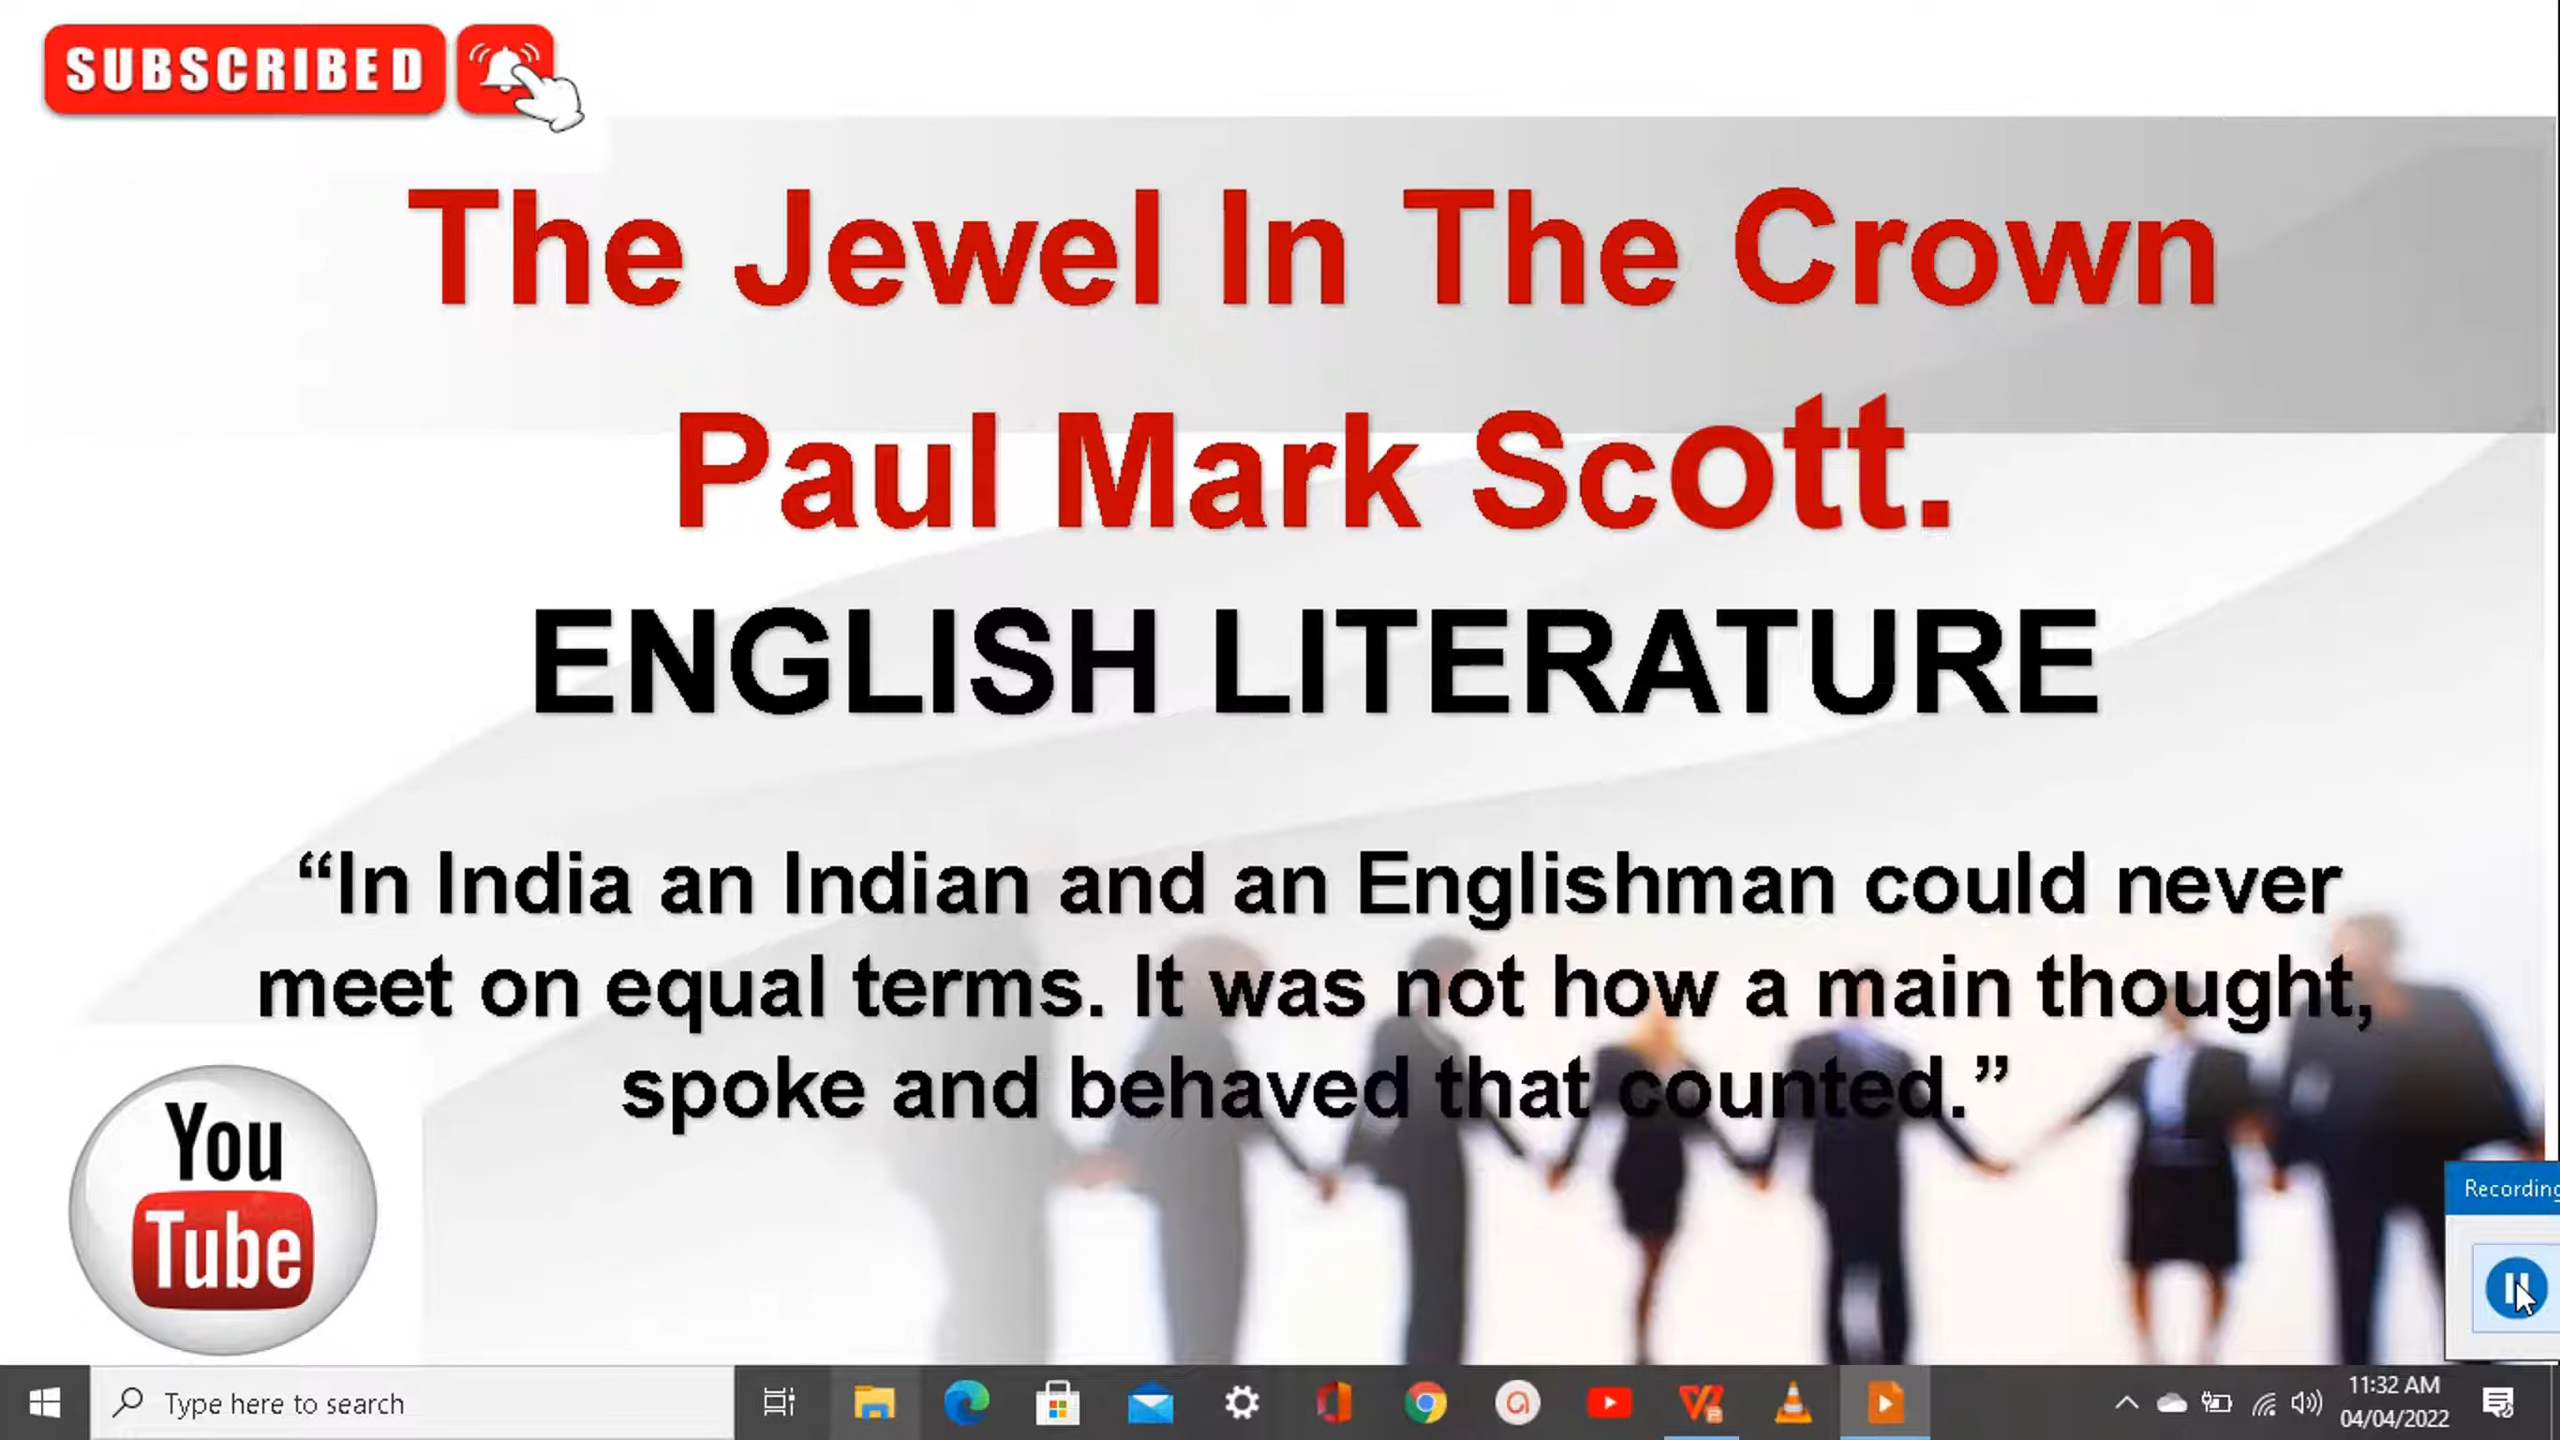 SUBSCRIBED
The Jewel In The Crown
Paul Mark Scott.
ENGLISH LITERATURE
“In India an Indian and an Englishman could never
meet on equal terms. It was not how a main thought,
spoke and behaved that counted.”
You
Tube
Recording
Type here to search
11:32 AM
04/04/2022